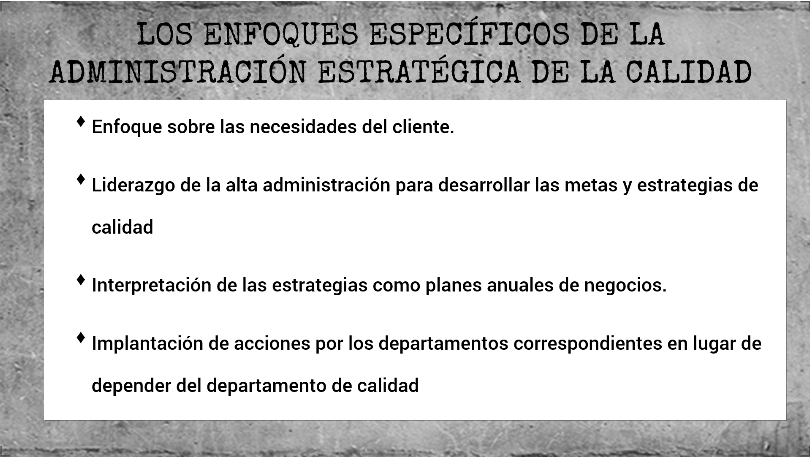 LOS ENFOQUES ESPECÍFICOS DE LA
ADMINISTRACIÓN ESTRATÉGICA DE LA CALIDAD
♦ Enfoque sobre las necesidades del cliente.
♦ Liderazgo de la alta administración para desarrollar las metas y estrategias de
calidad
♦ Interpretación de las estrategias como planes anuales de negocios.
♦ Implantación de acciones por los departamentos correspondientes en lugar de
depender del departamento de calidad